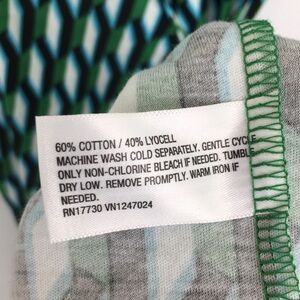 60% COTTON / 40% LYOCELL
MACHINE WASH COLD SEPARATELY. GENTLE CYCLE
ONLY NON-CHLORINE BLEACH IF NEEDED. TUMBLE
DRY LOW. REMOVE PROMPTLY. WARM IRON IF
NEEDED.
RN17730 VN1247024